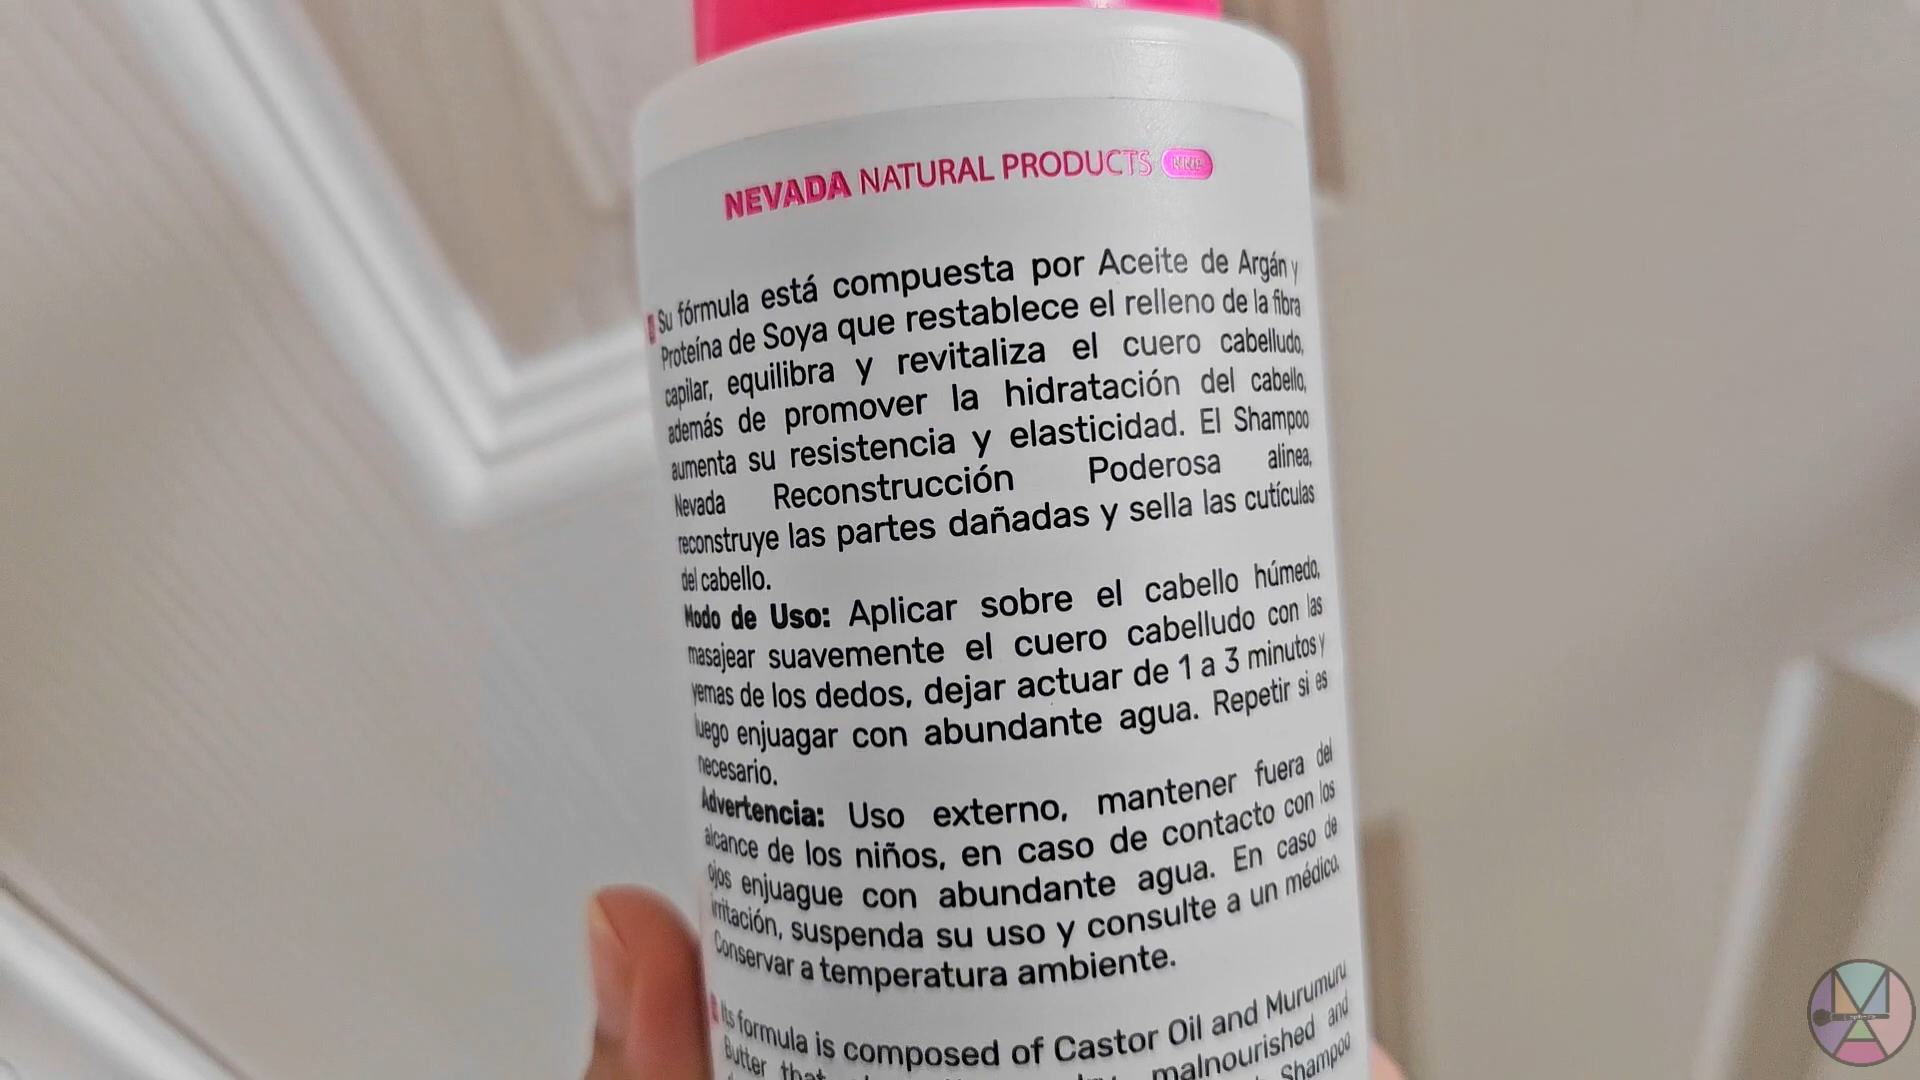 NEVADA NATURAL PRODUCTS NNP
Su fórmula está compuesta por Aceite de Argán y
Proteína de Soya que restablece el relleno de la fibra
capilar, equilibra y revitaliza el cuero cabelludo,
además de promover la hidratación del cabello,
aumenta su resistencia y elasticidad. El Shampoo
Nevada Reconstrucción Poderosa alinea,
reconstruye las partes dañadas y sella las cutículas
del cabello.
Modo de Uso: Aplicar sobre el cabello húmedo,
masajear suavemente el cuero cabelludo con las
yemas de los dedos, dejar actuar de 1 a 3 minutos y
luego enjuagar con abundante agua. Repetir si es
necesario.
Advertencia: Uso externo, mantener fuera del
alcance de los niños, en caso de contacto con los
ojos enjuague con abundante agua. En caso de
irritación, suspenda su uso y consulte a un médico.
Conservar a temperatura ambiente.
Its formula is composed of Castor Oil and Murumuru
Butter that malnourished and
Shampoo